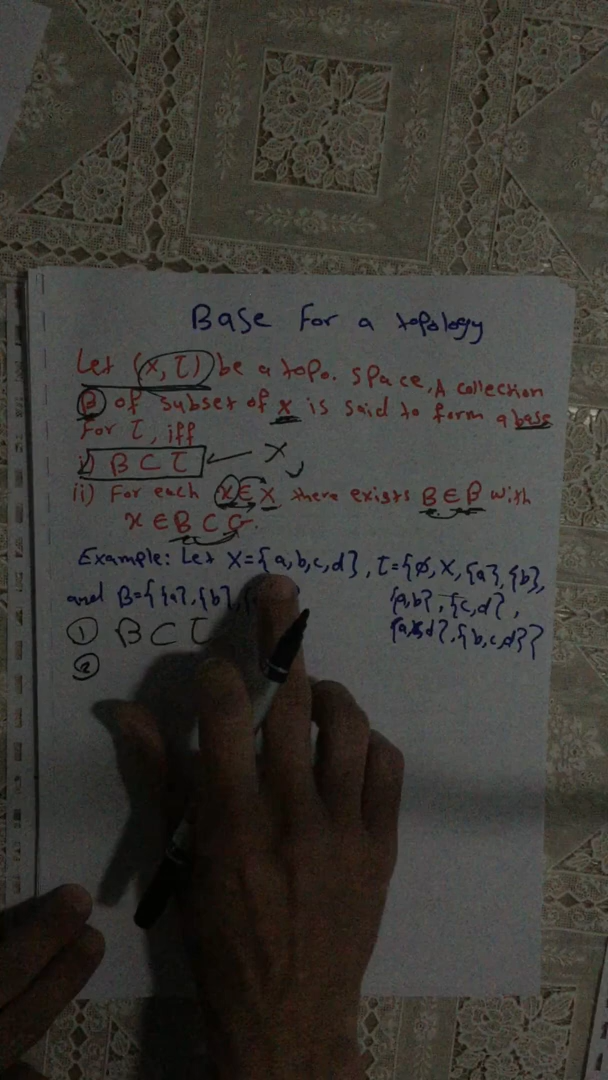 Base For a topology
Let (X, τ) be a topo. space, A collection
B of subset of X is said to form a base
For τ, iff
i) B ⊂ τ X
ii) For each x ∈ X, there exists B ∈ B with
x ∈ B ⊂ G.
Example: Let X = {a,b,c,d}, τ = {ø, X, {a}, {b},
{a,b}, {c,d},
and B = {{a}, {b},
{b,c,d}}
① B ⊂ τ
②